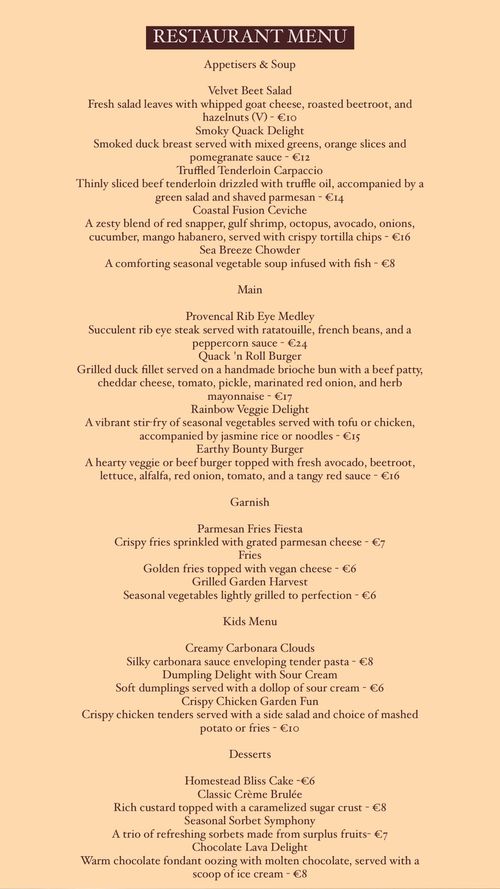 RESTAURANT MENU
Appetisers & Soup
Velvet Beet Salad
Fresh salad leaves with whipped goat cheese, roasted beetroot, and
hazelnuts (V) - €10
Smoky Quack Delight
Smoked duck breast served with mixed greens, orange slices and
pomegranate sauce - €12
Truffled Tenderloin Carpaccio
Thinly sliced beef tenderloin drizzled with truffle oil, accompanied by a
green salad and shaved parmesan - €14
Coastal Fusion Ceviche
A zesty blend of red snapper, gulf shrimp, octopus, avocado, onions,
cucumber, mango habanero, served with crispy tortilla chips - €16
Sea Breeze Chowder
A comforting seasonal vegetable soup infused with fish - €8
Main
Provencal Rib Eye Medley
Succulent rib eye steak served with ratatouille, french beans, and a
peppercorn sauce - €24
Quack 'n Roll Burger
Grilled duck fillet served on a handmade brioche bun with a beef patty,
cheddar cheese, tomato, pickle, marinated red onion, and herb
mayonnaise - €17
Rainbow Veggie Delight
A vibrant stir-fry of seasonal vegetables served with tofu or chicken,
accompanied by jasmine rice or noodles - €15
Earthy Bounty Burger
A hearty veggie or beef burger topped with fresh avocado, beetroot,
lettuce, alfalfa, red onion, tomato, and a tangy red sauce - €16
Garnish
Parmesan Fries Fiesta
Crispy fries sprinkled with grated parmesan cheese - €7
Fries
Golden fries topped with vegan cheese - €6
Grilled Garden Harvest
Seasonal vegetables lightly grilled to perfection - €6
Kids Menu
Creamy Carbonara Clouds
Silky carbonara sauce enveloping tender pasta - €8
Dumpling Delight with Sour Cream
Soft dumplings served with a dollop of sour cream - €6
Crispy Chicken Garden Fun
Crispy chicken tenders served with a side salad and choice of mashed
potato or fries - €10
Desserts
Homestead Bliss Cake -€6
Classic Crème Brulée
Rich custard topped with a caramelized sugar crust - €8
Seasonal Sorbet Symphony
A trio of refreshing sorbets made from surplus fruits- €7
Chocolate Lava Delight
Warm chocolate fondant oozing with molten chocolate, served with a
scoop of ice cream - €8